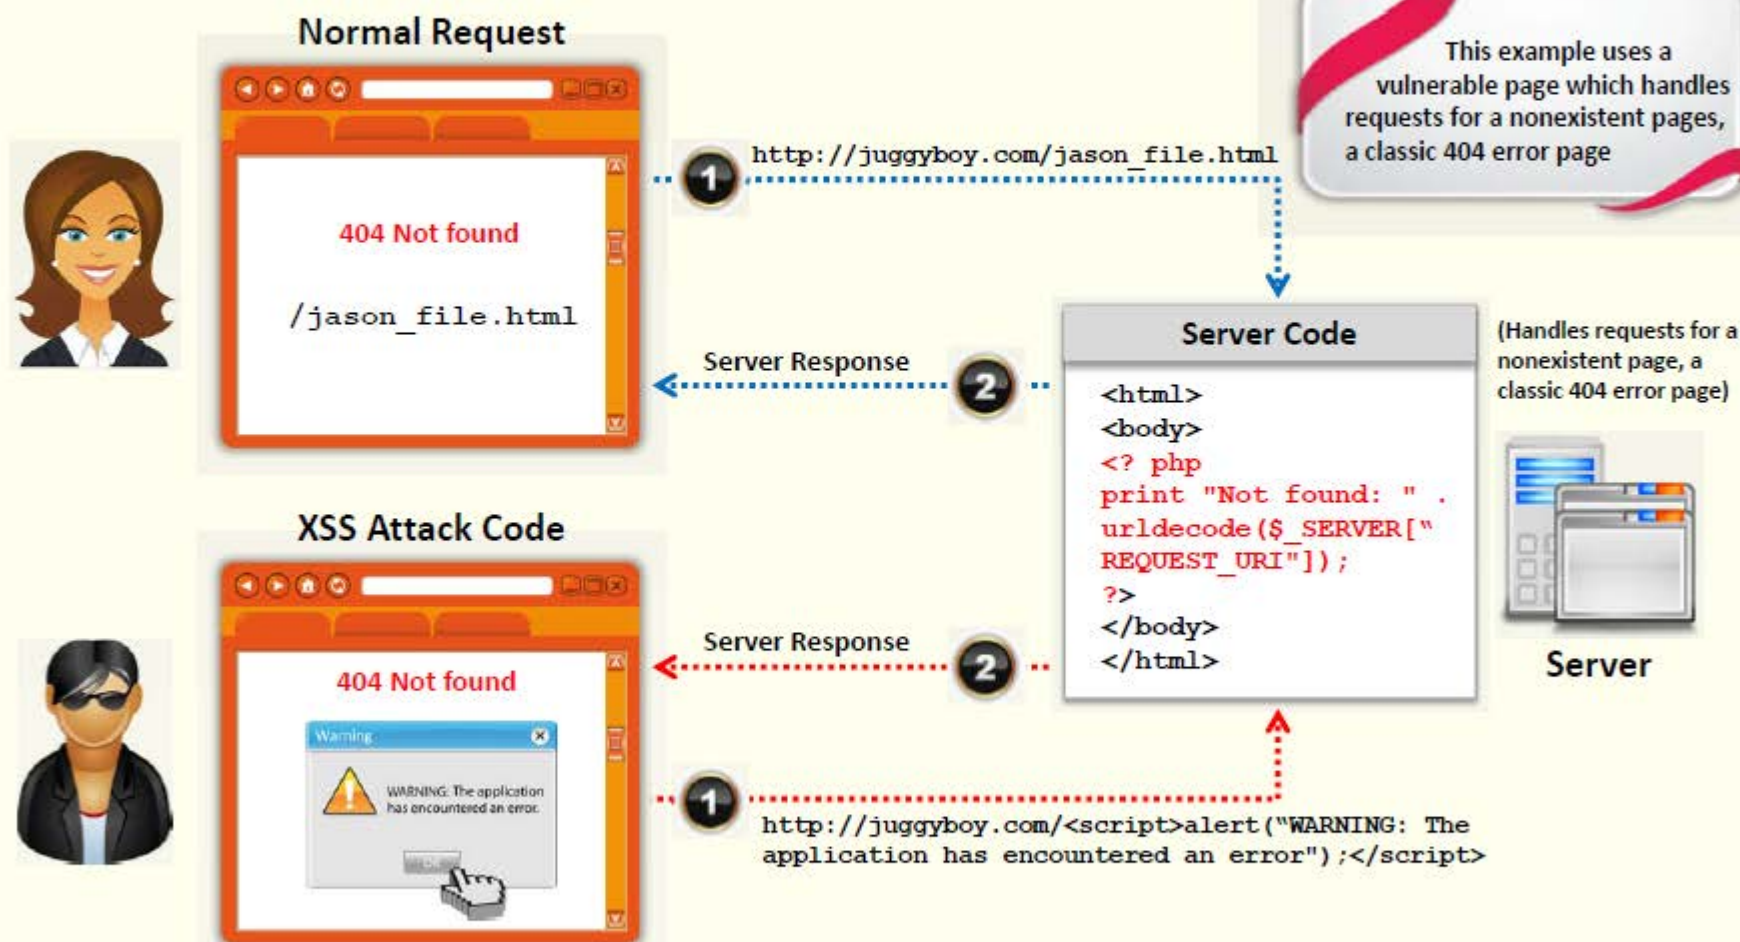 Normal Request
This example uses a
vulnerable page which handles
requests for a nonexistent pages,
a classic 404 error page
1
http://juggyboy.com/jason_file.html
404 Not found
/jason_file.html
Server Response
2
Server Code
<html>
<body>
<? php
print "Not found: " .
urldecode($_SERVER[“
REQUEST_URI"]);
?>
</body>
</html>
(Handles requests for a
nonexistent page, a
classic 404 error page)
Server
XSS Attack Code
404 Not found
Warning
WARNING: The application
has encountered an error.
Server Response
2
1
http://juggyboy.com/<script>alert(“WARNING: The
application has encountered an error");</script>